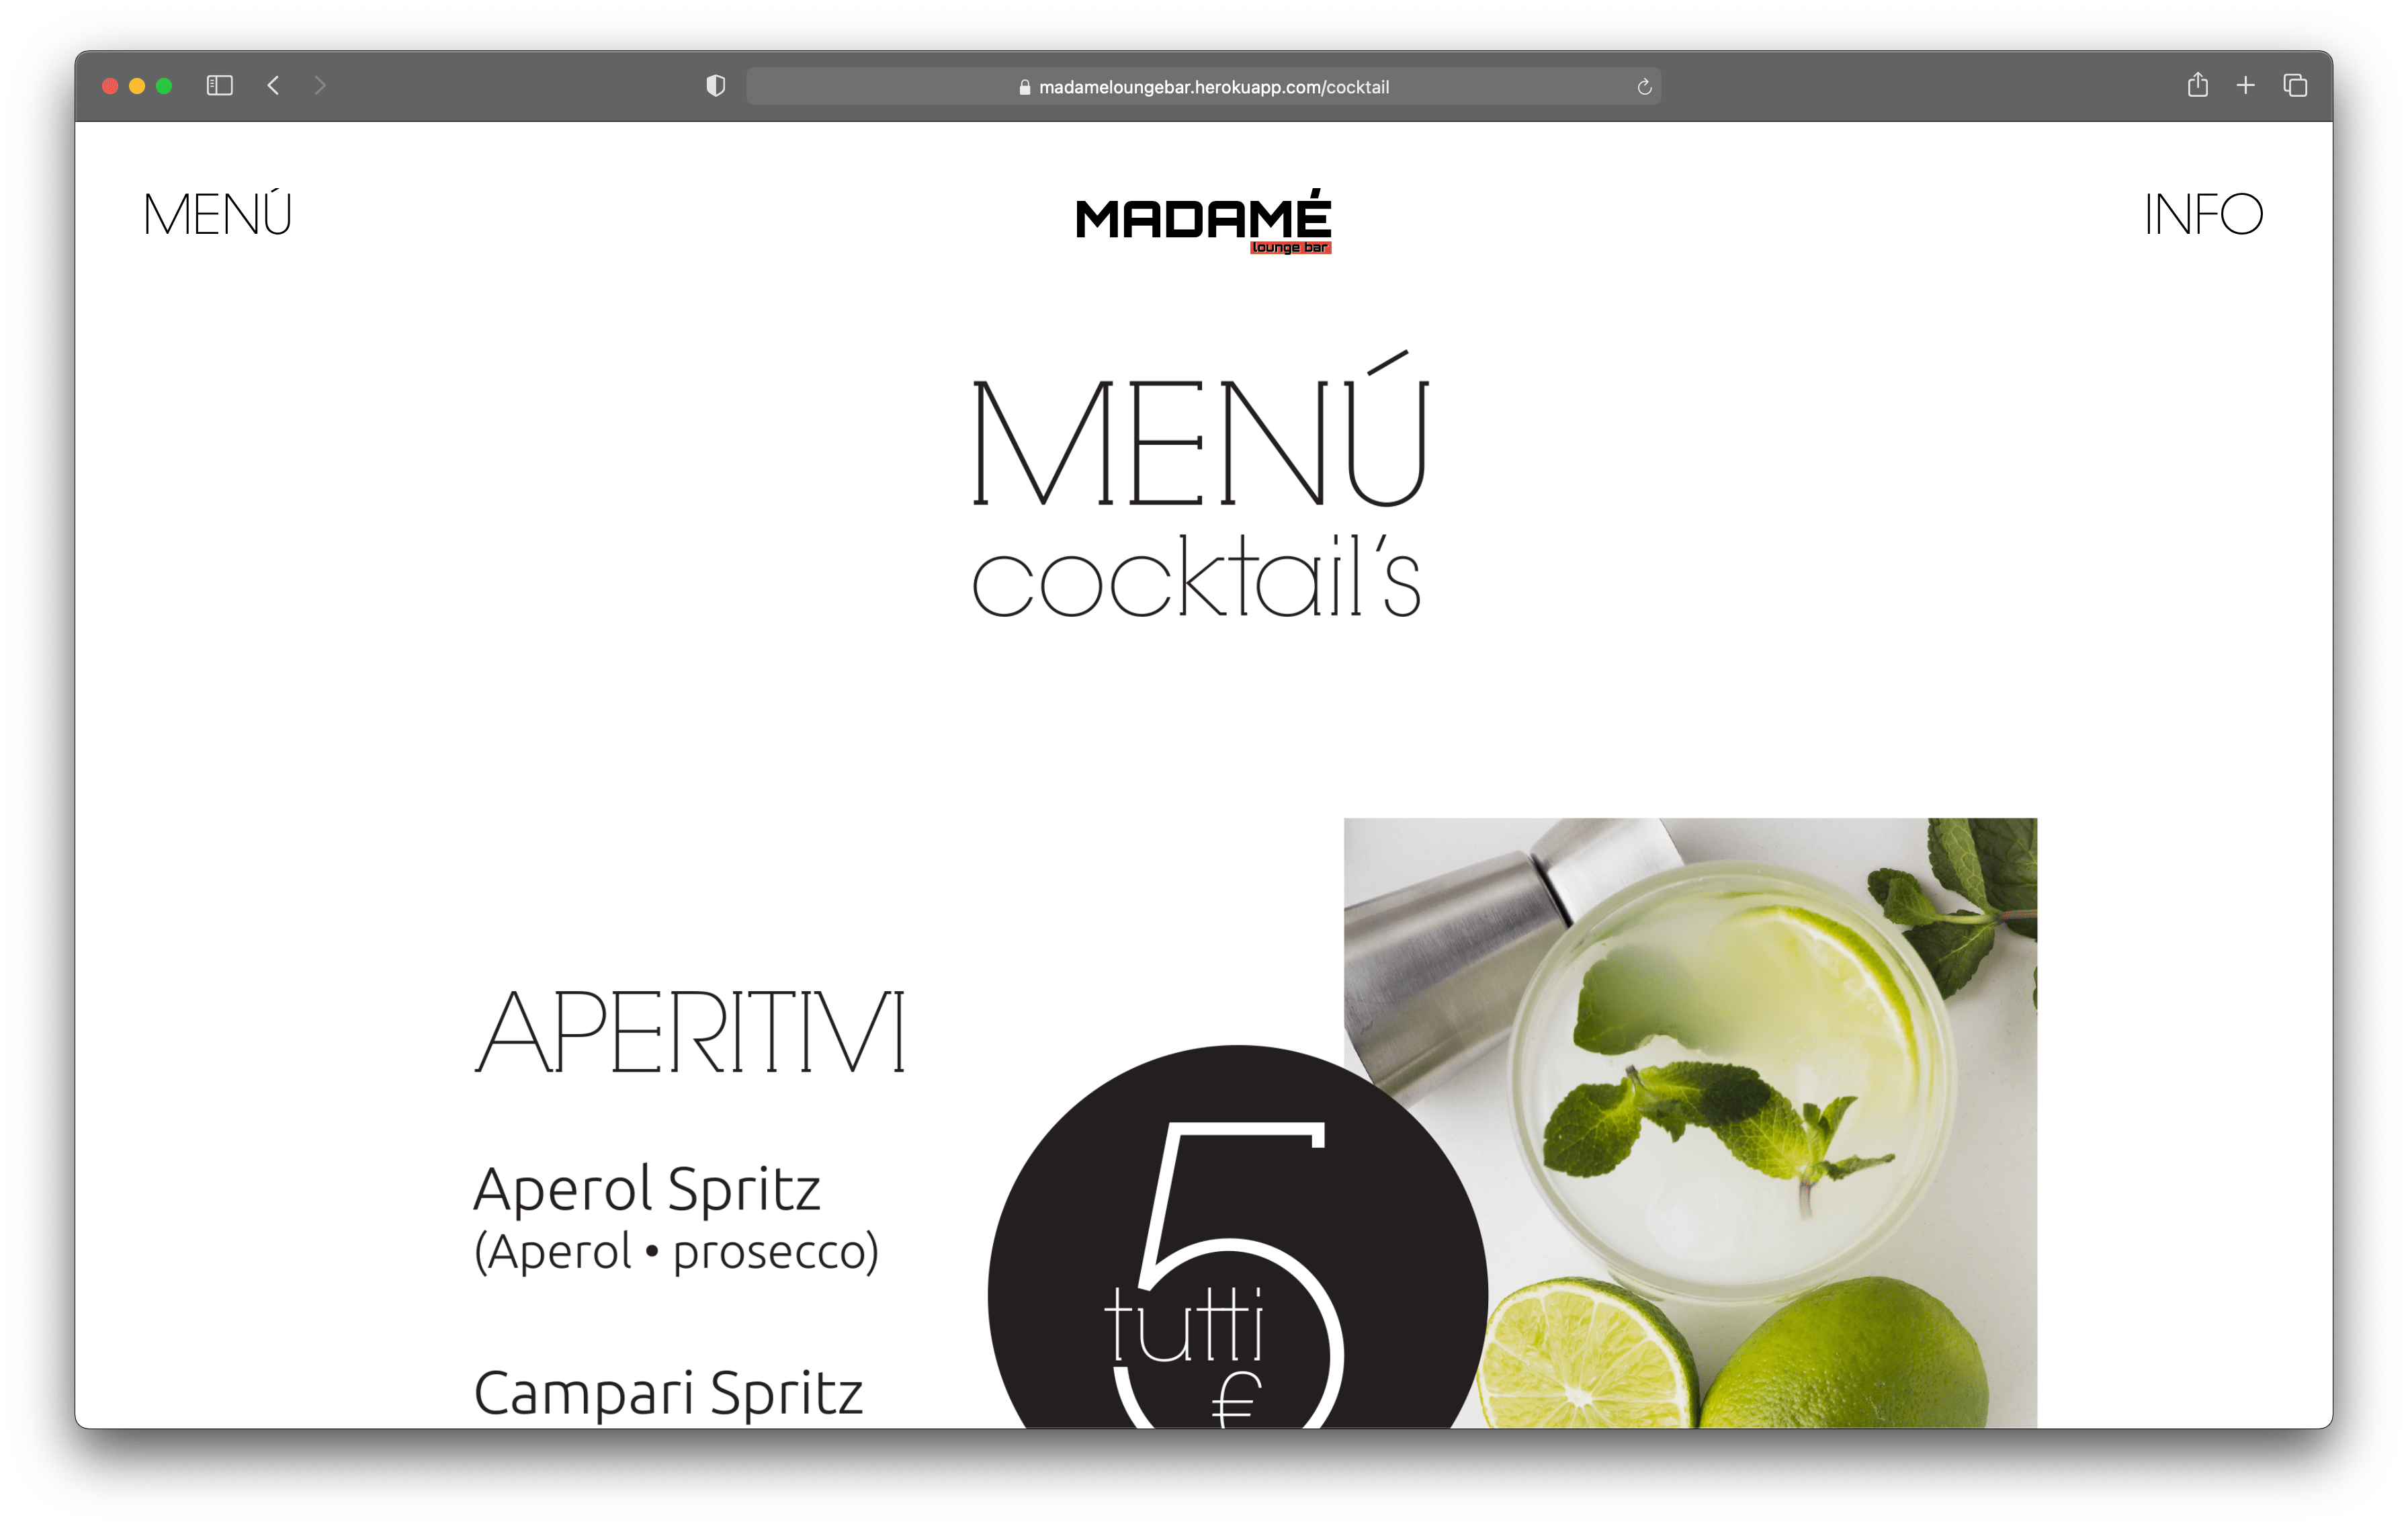 madameloungebar.herokuapp.com/cocktail
MENÚ
MADAMÉ
lounge bar
INFO
MENÚ
cocktail's
APERITIVI
Aperol Spritz
(Aperol • prosecco)
Campari Spritz
5
tutti
€